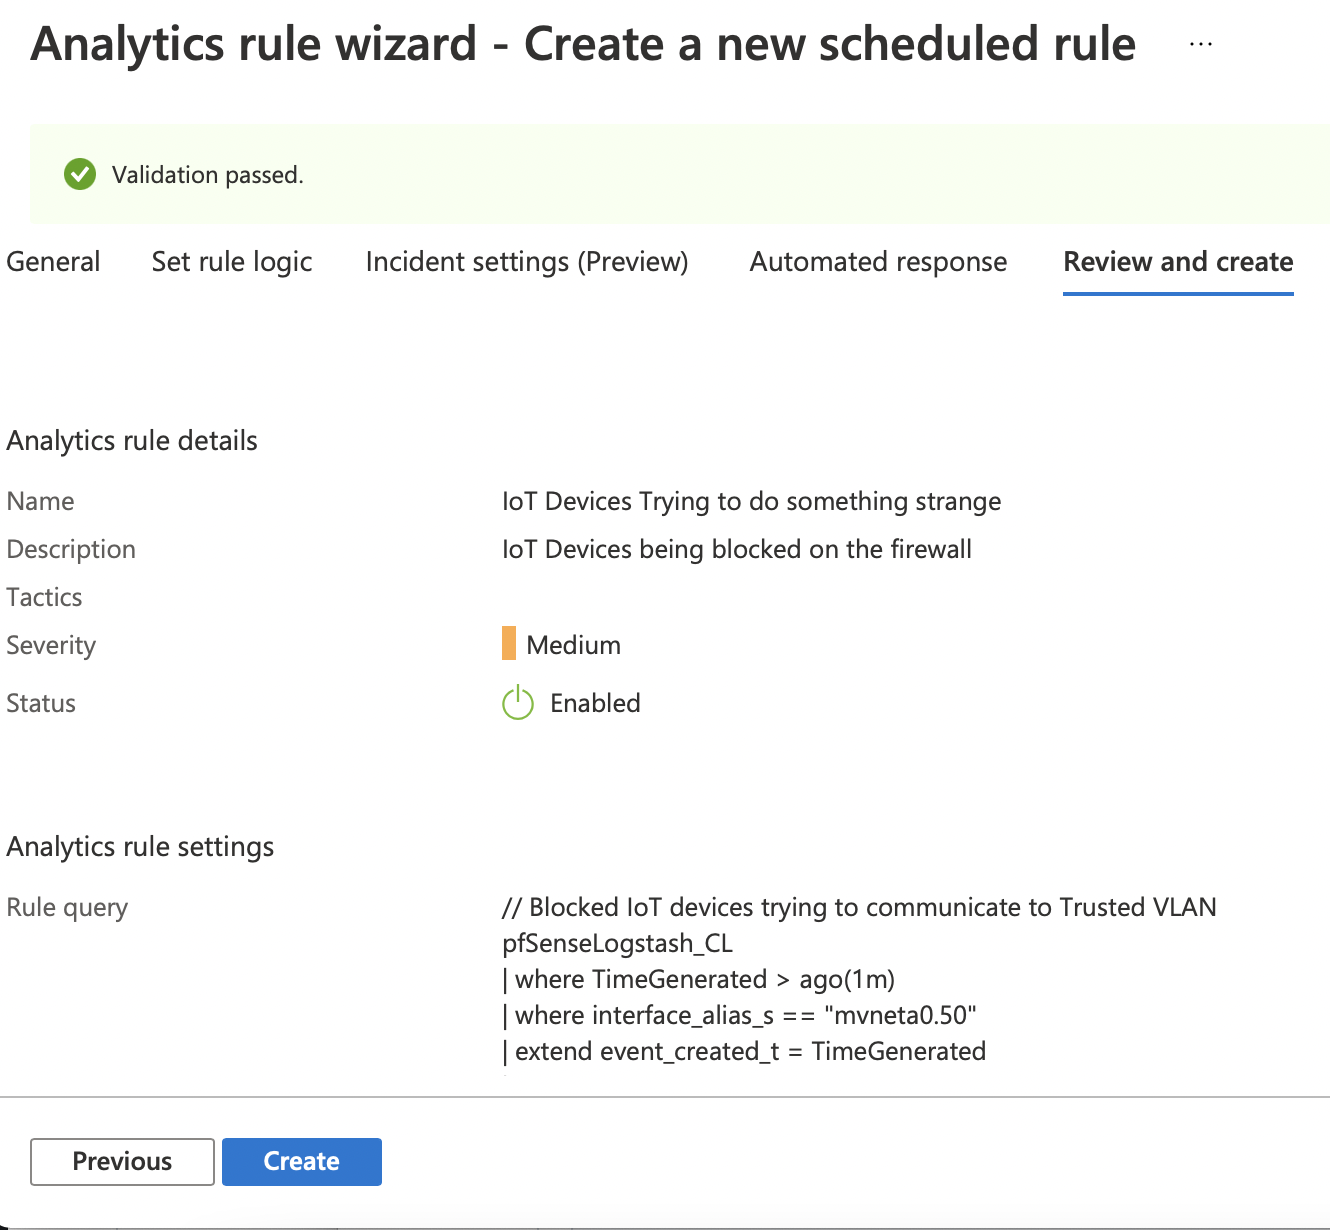 Analytics rule wizard - Create a new scheduled rule ...
Validation passed.
General Set rule logic Incident settings (Preview) Automated response Review and create
Analytics rule details
Name IoT Devices Trying to do something strange
Description IoT Devices being blocked on the firewall
Tactics
Severity Medium
Status Enabled
Analytics rule settings
Rule query // Blocked IoT devices trying to communicate to Trusted VLAN
pfSenseLogstash_CL
| where TimeGenerated > ago(1m)
| where interface_alias_s == "mvneta0.50"
| extend event_created_t = TimeGenerated
Previous Create